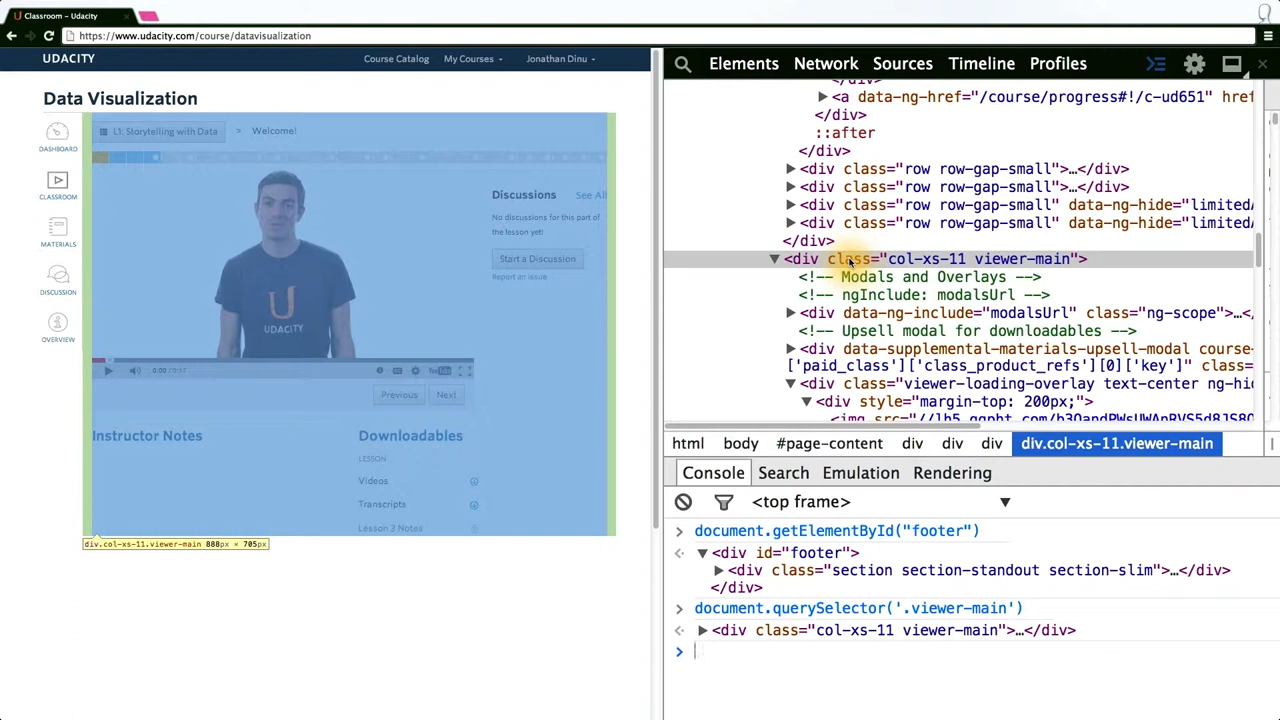 Classroom – Udacity
https://www.udacity.com/course/datavisualization
UDACITY
Course Catalog
My Courses
Jonathan Dinu
Data Visualization
DASHBOARD
CLASSROOM
MATERIALS
DISCUSSION
OVERVIEW
L1: Storytelling with Data > Welcome!
Discussions
See All
No discussions for this part of
the lesson yet!
Start a Discussion
Report an issue
UDACITY
Previous
Next
Instructor Notes
Downloadables
LESSON
Videos
Transcripts
Lesson 3 Notes
div.col-xs-11.viewer-main 888px × 705px
Elements Network Sources Timeline Profiles
</div>
<a data-ng-href="/course/progress#!/c-ud651" href
</div>
::after
</div>
<div class="row row-gap-small">…</div>
<div class="row row-gap-small">…</div>
<div class="row row-gap-small" data-ng-hide="limitedA
<div class="row row-gap-small" data-ng-hide="limitedA
</div>
<div class="col-xs-11 viewer-main">
<!-- Modals and Overlays -->
<!-- ngInclude: modalsUrl -->
<div data-ng-include="modalsUrl" class="ng-scope">…</
<!-- Upsell modal for downloadables -->
<div data-supplemental-materials-upsell-modal course-
['paid_class']['class_product_refs'][0]['key']" class=
<div class="viewer-loading-overlay text-center ng-hid
<div style="margin-top: 200px;">
html body #page-content div div div div.col-xs-11.viewer-main
Console Search Emulation Rendering
<top frame>
document.getElementById("footer")
<div id="footer">
<div class="section section-standout section-slim">…</div>
</div>
document.querySelector('.viewer-main')
<div class="col-xs-11 viewer-main">…</div>